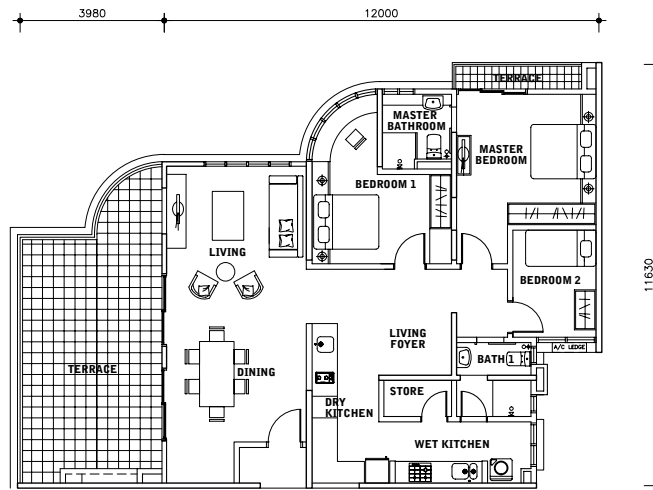 3980
12000
TERRACE
MASTER
BATHROOM
MASTER
BEDROOM
BEDROOM 1
LIVING
BEDROOM 2
11630
LIVING
FOYER
A/C LEDGE
BATH 1
TERRACE
DINING
STORE
DRY
KITCHEN
WET KITCHEN